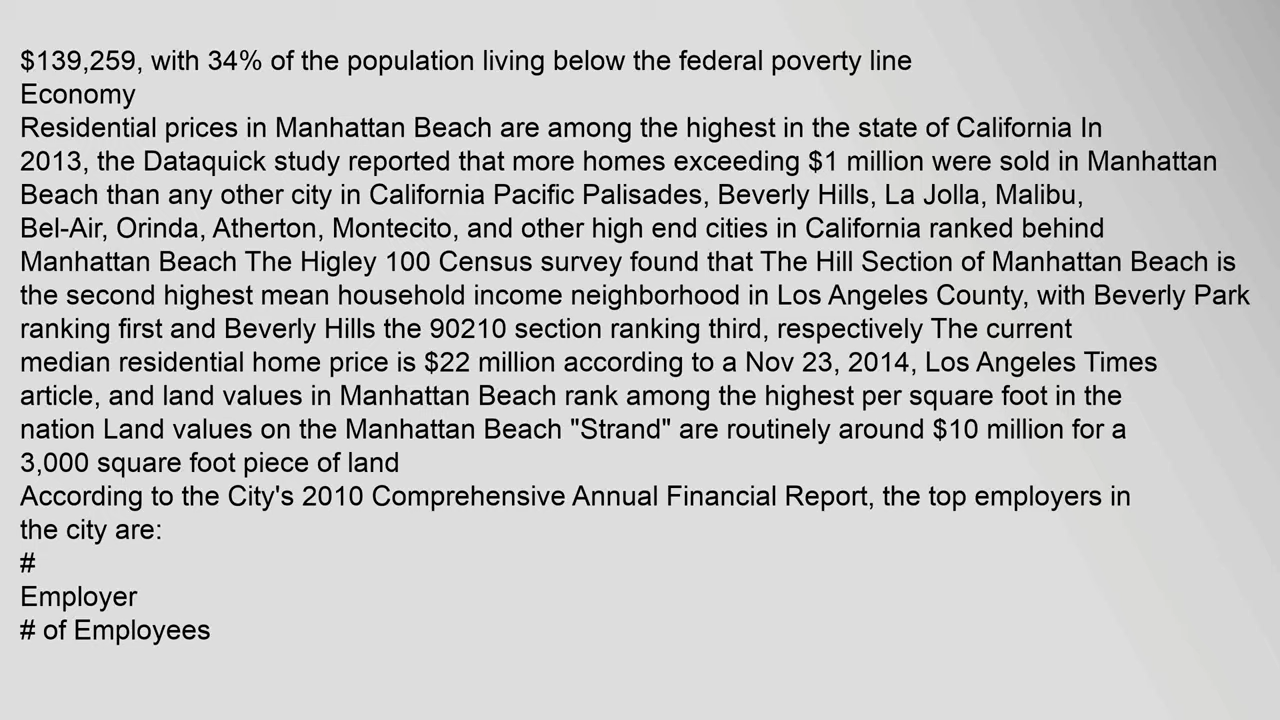 $139,259, with 34% of the population living below the federal poverty line
Economy
Residential prices in Manhattan Beach are among the highest in the state of California In
2013, the Dataquick study reported that more homes exceeding $1 million were sold in Manhattan
Beach than any other city in California Pacific Palisades, Beverly Hills, La Jolla, Malibu,
Bel-Air, Orinda, Atherton, Montecito, and other high end cities in California ranked behind
Manhattan Beach The Higley 100 Census survey found that The Hill Section of Manhattan Beach is
the second highest mean household income neighborhood in Los Angeles County, with Beverly Park
ranking first and Beverly Hills the 90210 section ranking third, respectively The current
median residential home price is $22 million according to a Nov 23, 2014, Los Angeles Times
article, and land values in Manhattan Beach rank among the highest per square foot in the
nation Land values on the Manhattan Beach "Strand" are routinely around $10 million for a
3,000 square foot piece of land
According to the City's 2010 Comprehensive Annual Financial Report, the top employers in
the city are:
#
Employer
# of Employees